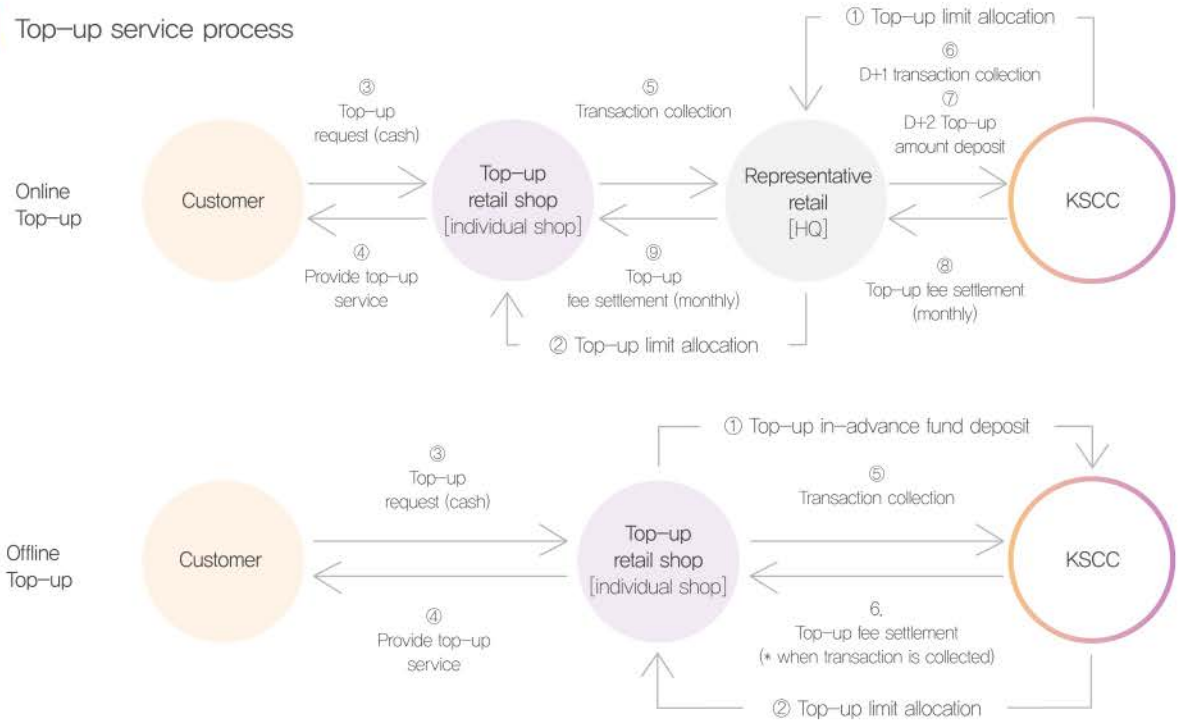 Top-up service process
① Top-up limit allocation
⑥
D+1 transaction collection
⑦
D+2 Top-up
amount deposit
③
Top-up
request (cash)
⑤
Transaction collection
Online
Top-up
Customer
Top-up
retail shop
[individual shop]
Representative
retail
[HQ]
KSCC
④
Provide top-up
service
⑨
Top-up
fee settlement (monthly)
⑧
Top-up fee settlement
(monthly)
② Top-up limit allocation
① Top-up in-advance fund deposit
③
Top-up
request (cash)
⑤
Transaction collection
Offline
Top-up
Customer
Top-up
retail shop
[individual shop]
KSCC
④
Provide top-up
service
6.
Top-up fee settlement
(* when transaction is collected)
② Top-up limit allocation